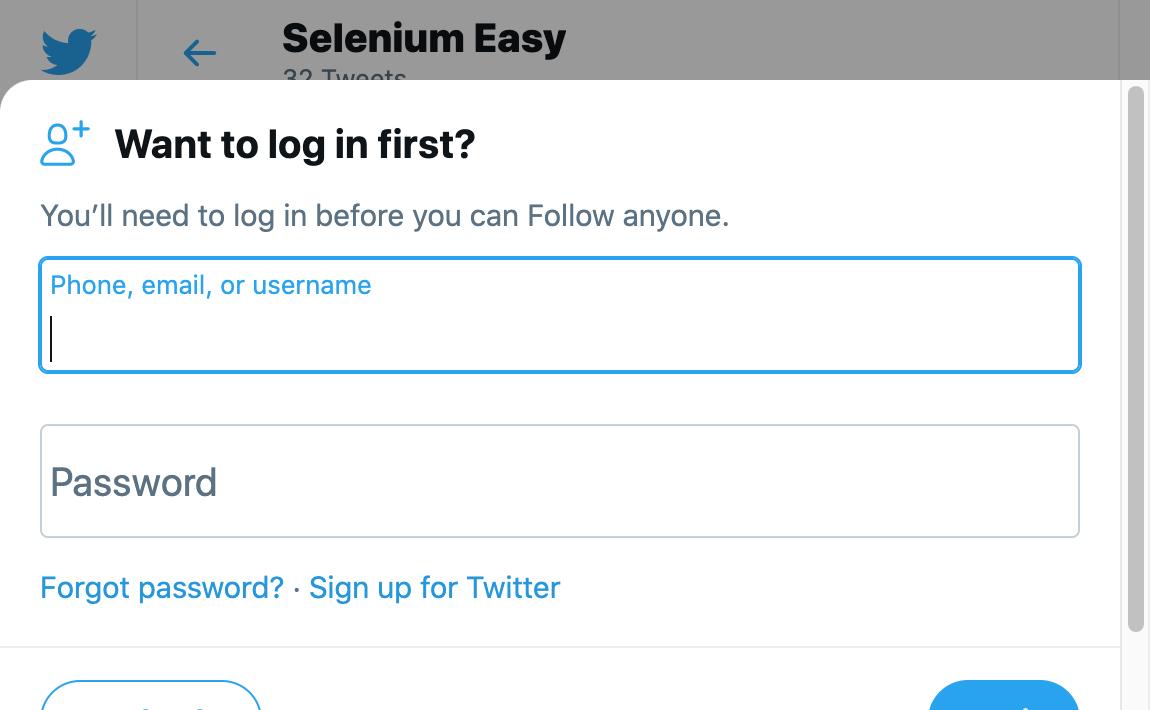 Selenium Easy
32 Tweets
Want to log in first?
You’ll need to log in before you can Follow anyone.
Phone, email, or username
Password
Forgot password? · Sign up for Twitter